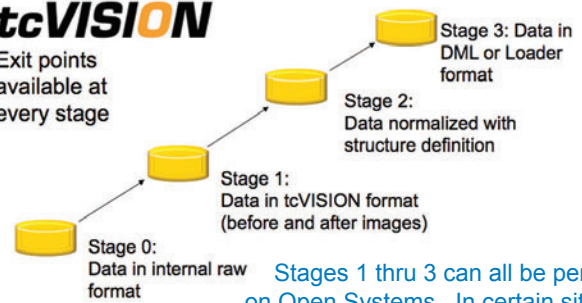 tcVISION
Exit points
available at
every stage
Stage 3: Data in
DML or Loader
format
Stage 2:
Data normalized with
structure definition
Stage 1:
Data in tcVISION format
(before and after images)
Stage 0:
Data in internal raw
format
Stages 1 thru 3 can all be
on Open Systems. In certain